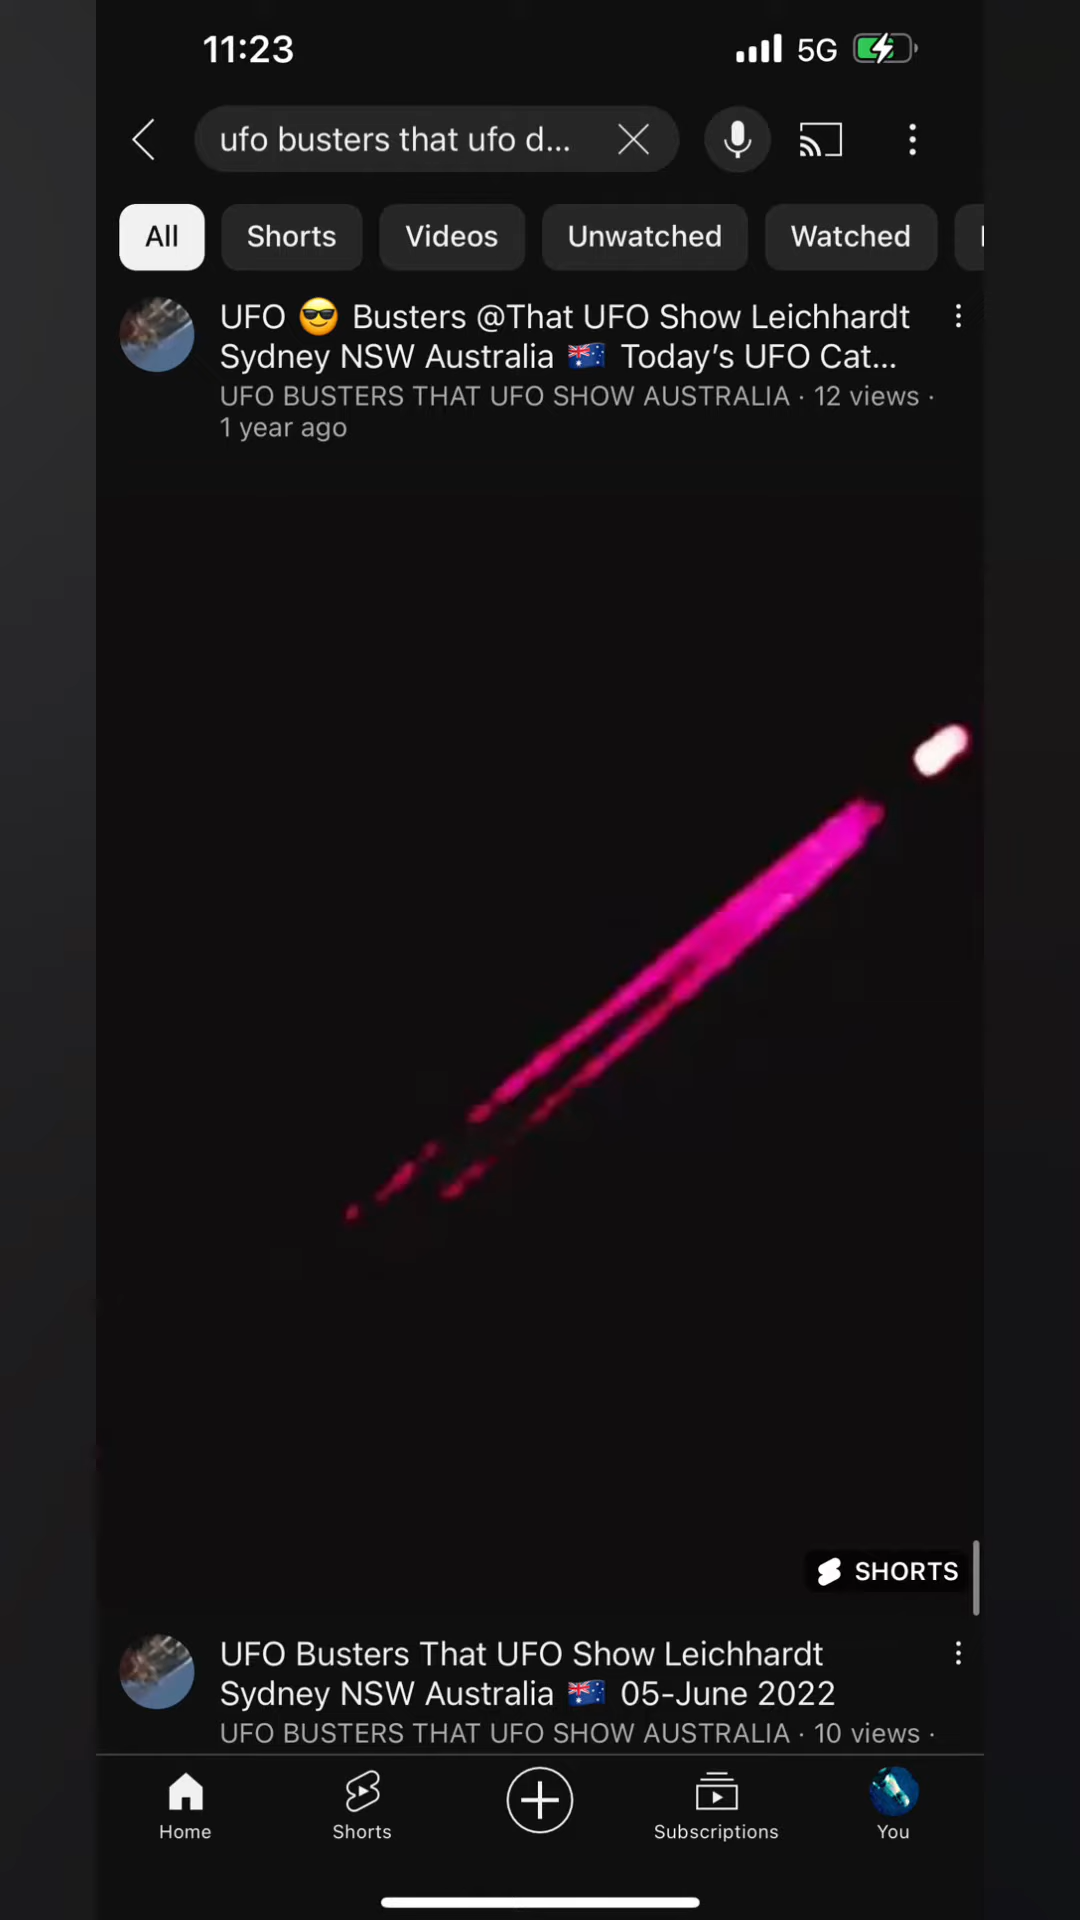 11:23
5G
ufo busters that ufo d...
All
Shorts
Videos
Unwatched
Watched
UFO 😎 Busters @That UFO Show Leichhardt
Sydney NSW Australia 🇦🇺 Today’s UFO Cat...
UFO BUSTERS THAT UFO SHOW AUSTRALIA · 12 views ·
1 year ago
SHORTS
UFO Busters That UFO Show Leichhardt
Sydney NSW Australia 🇦🇺 05-June 2022
UFO BUSTERS THAT UFO SHOW AUSTRALIA · 10 views ·
Home
Shorts
Subscriptions
You